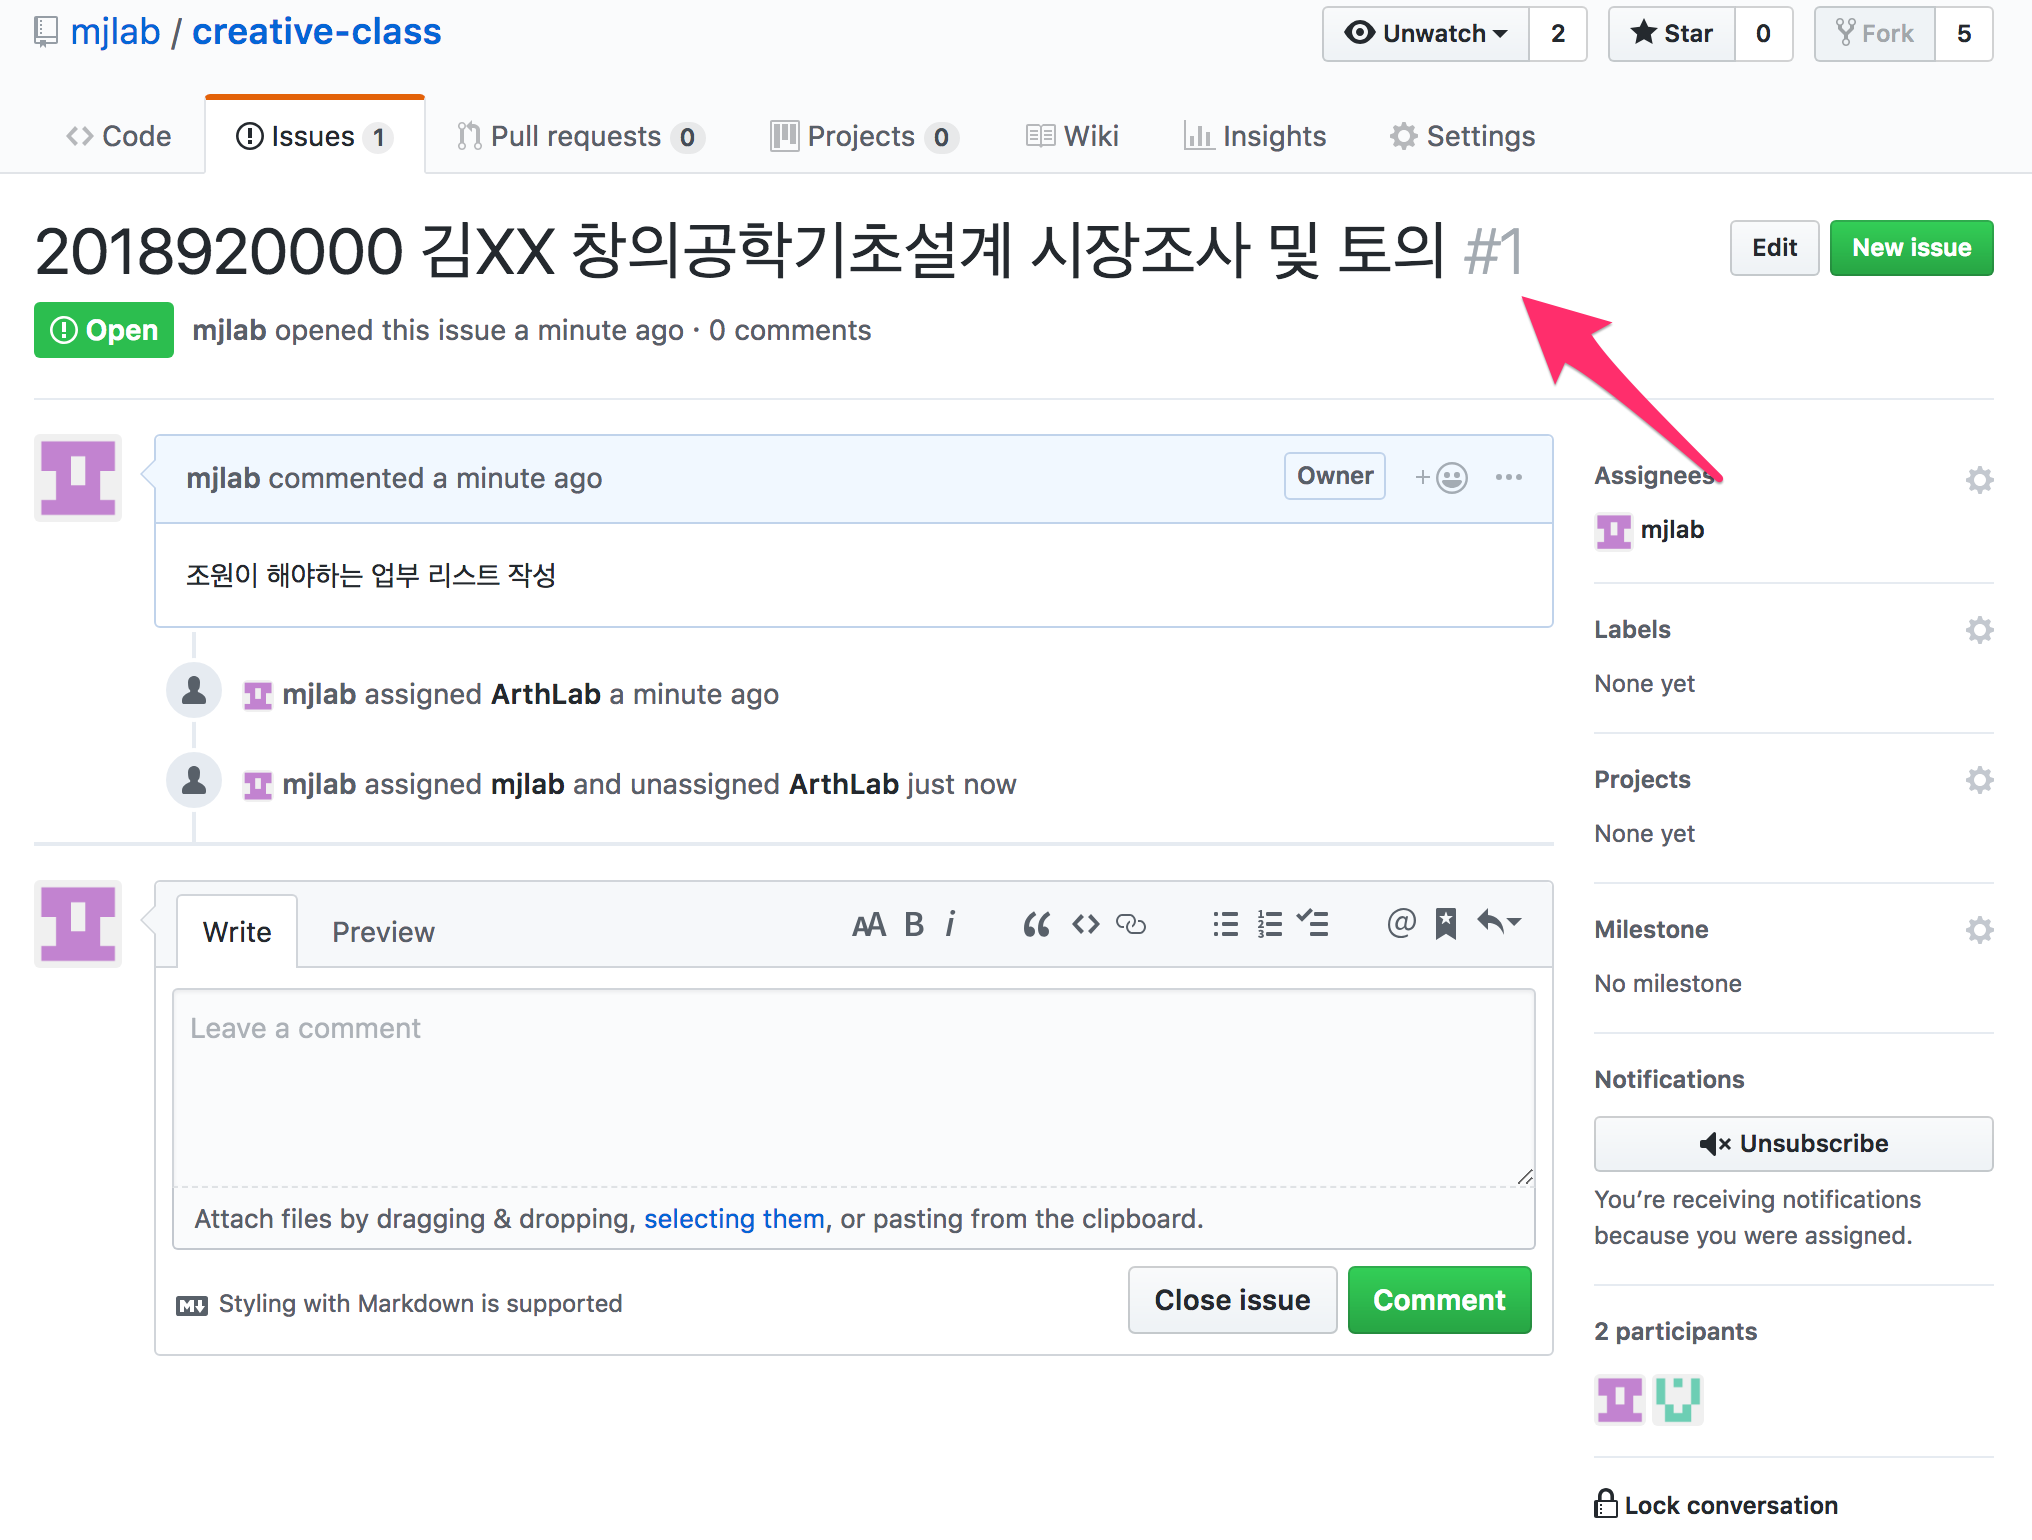 mjlab / creative-class
Unwatch 2 Star 0 Fork 5
Code Issues 1 Pull requests 0 Projects 0 Wiki Insights Settings
2018920000 김XX 창의공학기초설계 시장조사 및 토의 #1
Edit New issue
Open mjlab opened this issue a minute ago · 0 comments
mjlab commented a minute ago Owner
조원이 해야하는 업부 리스트 작성
mjlab assigned ArthLab a minute ago
mjlab assigned mjlab and unassigned ArthLab just now
Write Preview
Leave a comment
Attach files by dragging & dropping, selecting them, or pasting from the clipboard.
Styling with Markdown is supported
Close issue Comment
Assignees
mjlab
Labels
None yet
Projects
None yet
Milestone
No milestone
Notifications
Unsubscribe
You’re receiving notifications
because you were assigned.
2 participants
Lock conversation